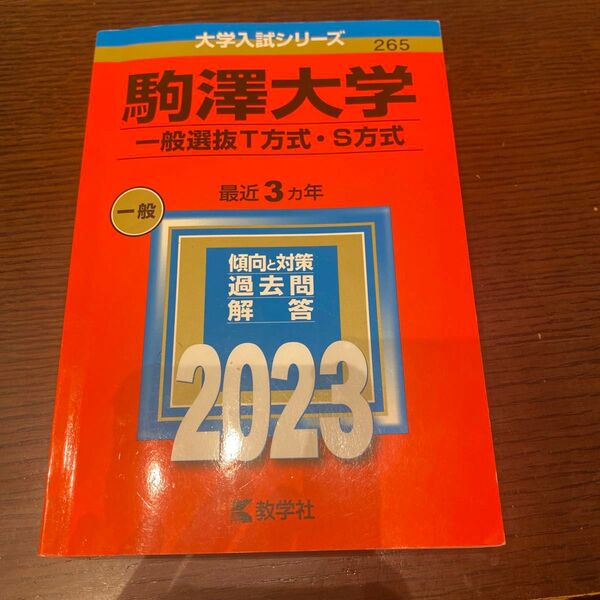 大学入試シリーズ
265
駒澤大学
一般選抜T方式・S方式
最近3カ年
一般
傾向と対策
過去問
解答
2023
教学社